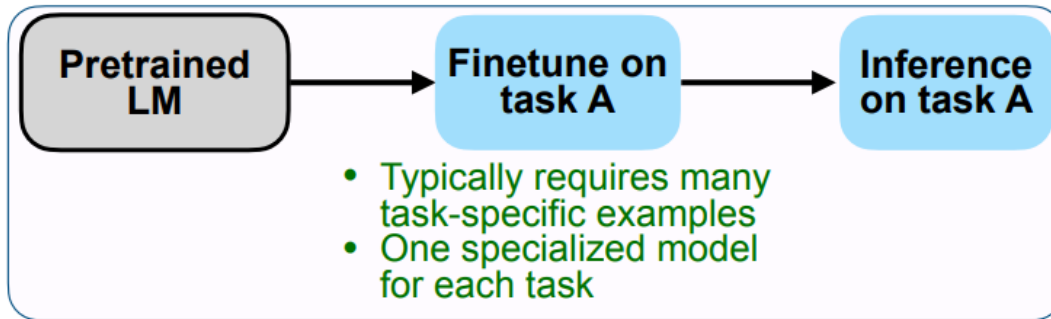 Pretrained
LM
Finetune on
task A
Inference
on task A
• Typically requires many
task-specific examples
• One specialized model
for each task